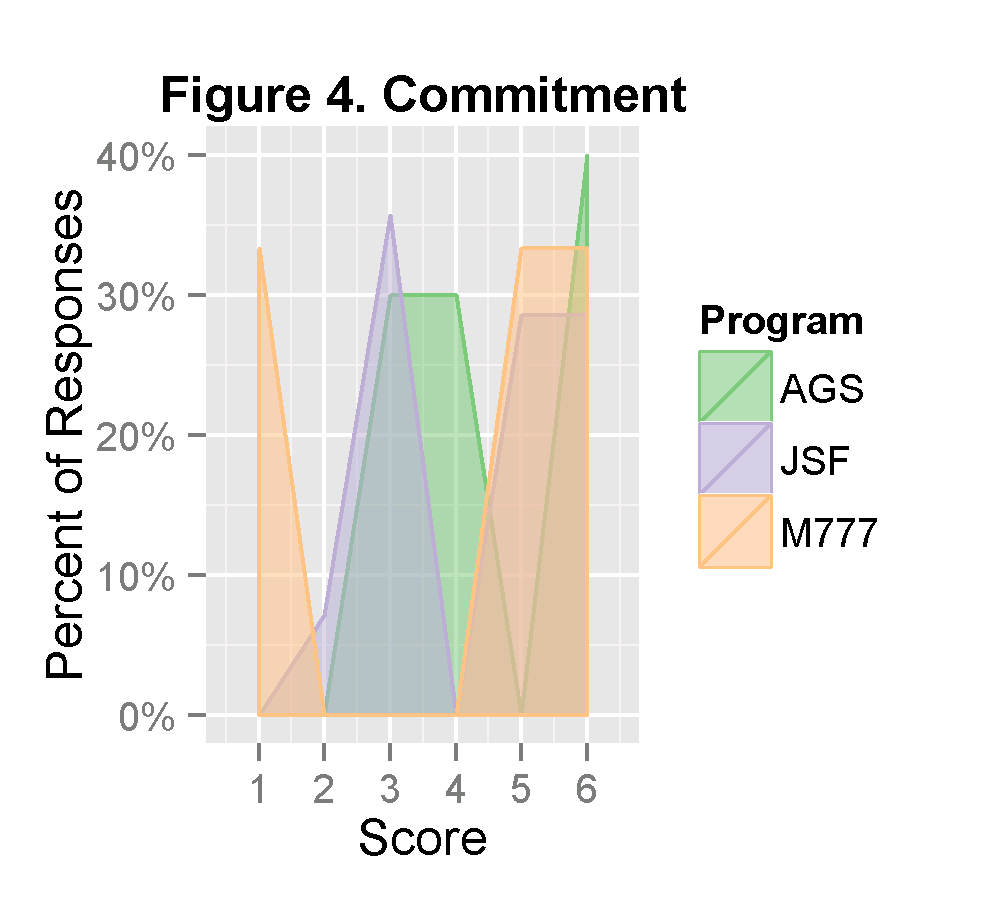 Figure 4. Commitment
40%
30%
20%
10%
0%
Percent of Responses
1 2 3 4 5 6
Score
Program
AGS
JSF
M777